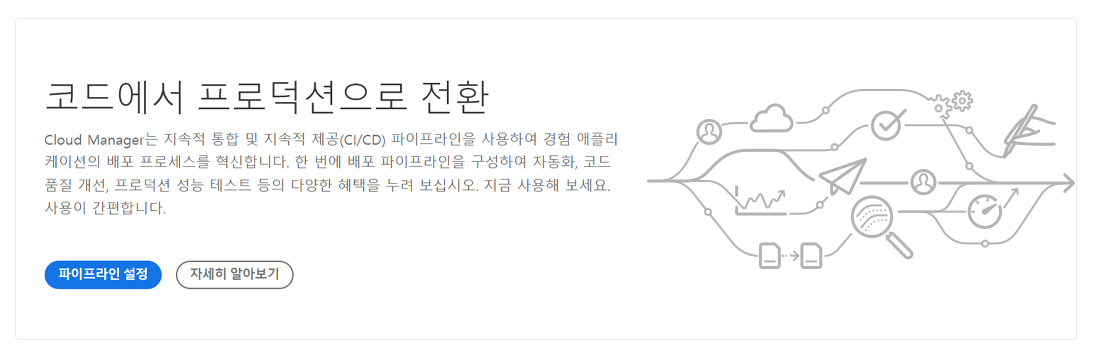 코드에서 프로덕션으로 전환
Cloud Manager는 지속적 통합 및 지속적 제공(CI/CD) 파이프라인을 사용하여 경험 애플리
케이션의 배포 프로세스를 혁신합니다. 한 번에 배포 파이프라인을 구성하여 자동화, 코드
품질 개선, 프로덕션 성능 테스트 등의 다양한 혜택을 누려 보십시오. 지금 사용해 보세요.
사용이 간편합니다.
파이프라인 설정
자세히 알아보기